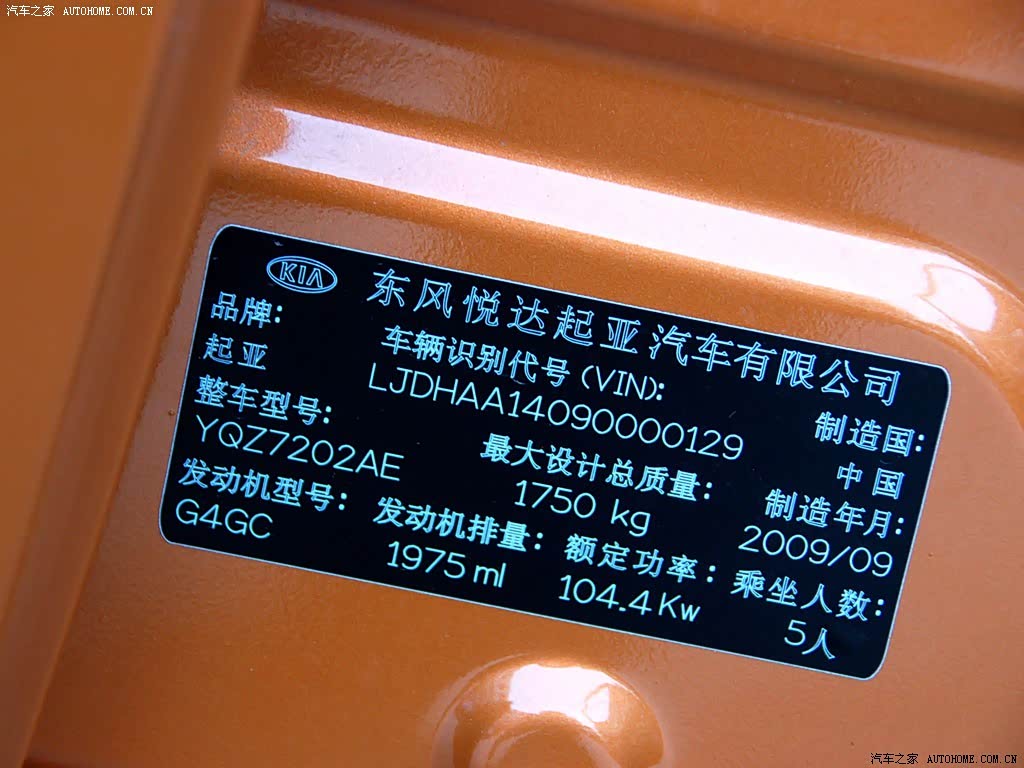 汽车之家 AUTOHOME.COM.CN
KIA 东风悦达起亚汽车有限公司
品牌: 车辆识别代号 (VIN): 制造国:
起亚 LJDHAA14090000129 中国
整车型号: 最大设计总质量: 制造年月:
YQZ7202AE 1750 kg 2009/09
发动机型号: 发动机排量: 额定功率: 乘坐人数:
G4GC 1975 ml 104.4 Kw 5人
汽车之家 AUTOHOME.COM.CN